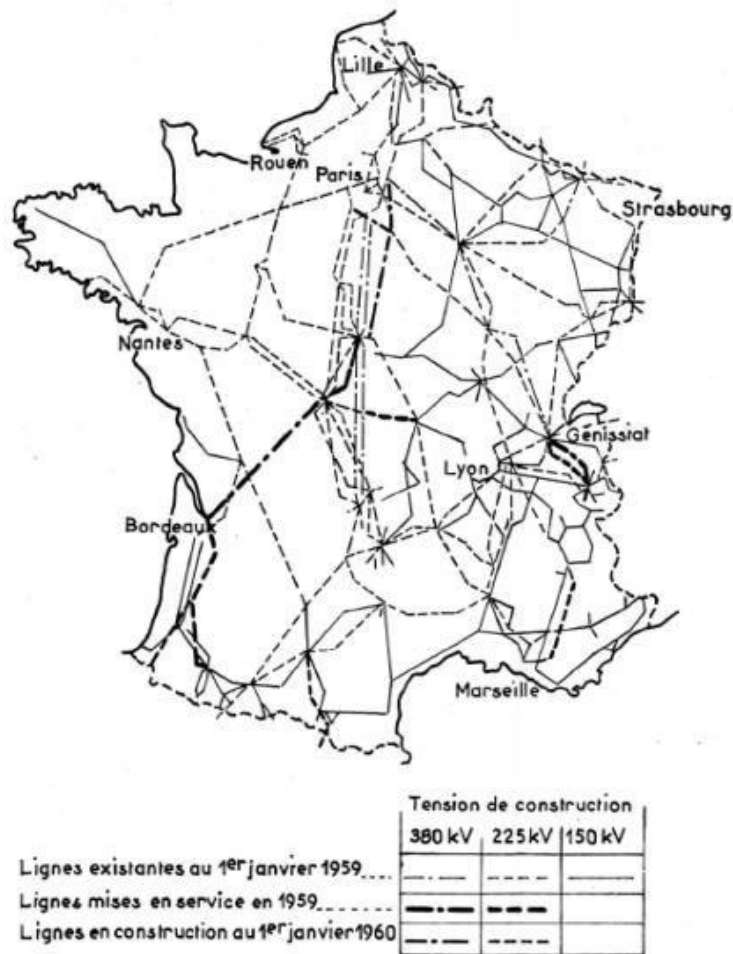 Lille
Rouen
Paris
Strasbourg
Nantes
Génissiat
Lyon
Bordeaux
Marseille
Tension de construction
380 kV 225 kV 150 kV
Lignes existantes au 1er janvier 1959
Lignes mises en service en 1959
Lignes en construction au 1er janvier 1960